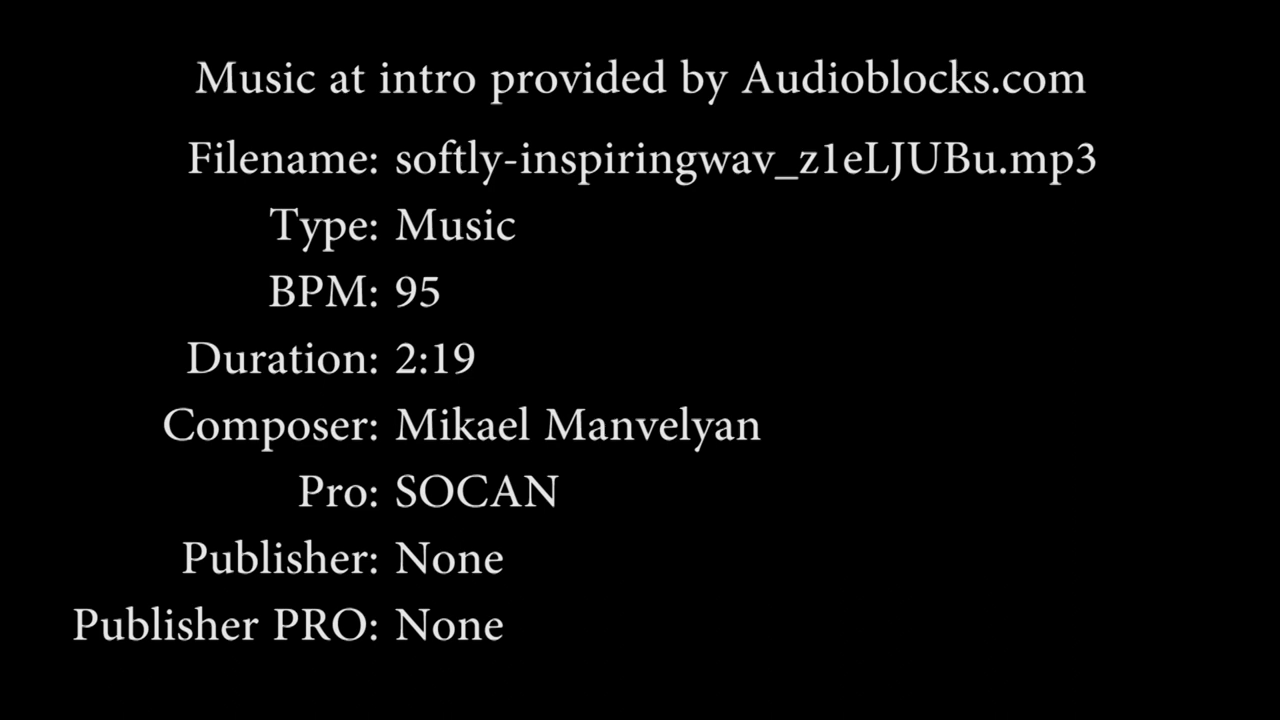 Music at intro provided by Audioblocks.com
Filename: softly-inspiringwav_z1eLJUBu.mp3
Type: Music
BPM: 95
Duration: 2:19
Composer: Mikael Manvelyan
Pro: SOCAN
Publisher: None
Publisher PRO: None